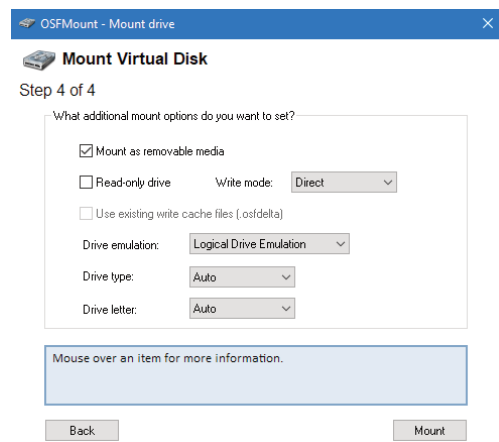 OSFMount - Mount drive
Mount Virtual Disk
Step 4 of 4
What additional mount options do you want to set?
Mount as removable media
Read-only drive Write mode: Direct
Use existing write cache files (.osfdelta)
Drive emulation: Logical Drive Emulation
Drive type: Auto
Drive letter: Auto
Mouse over an item for more information.
Back Mount